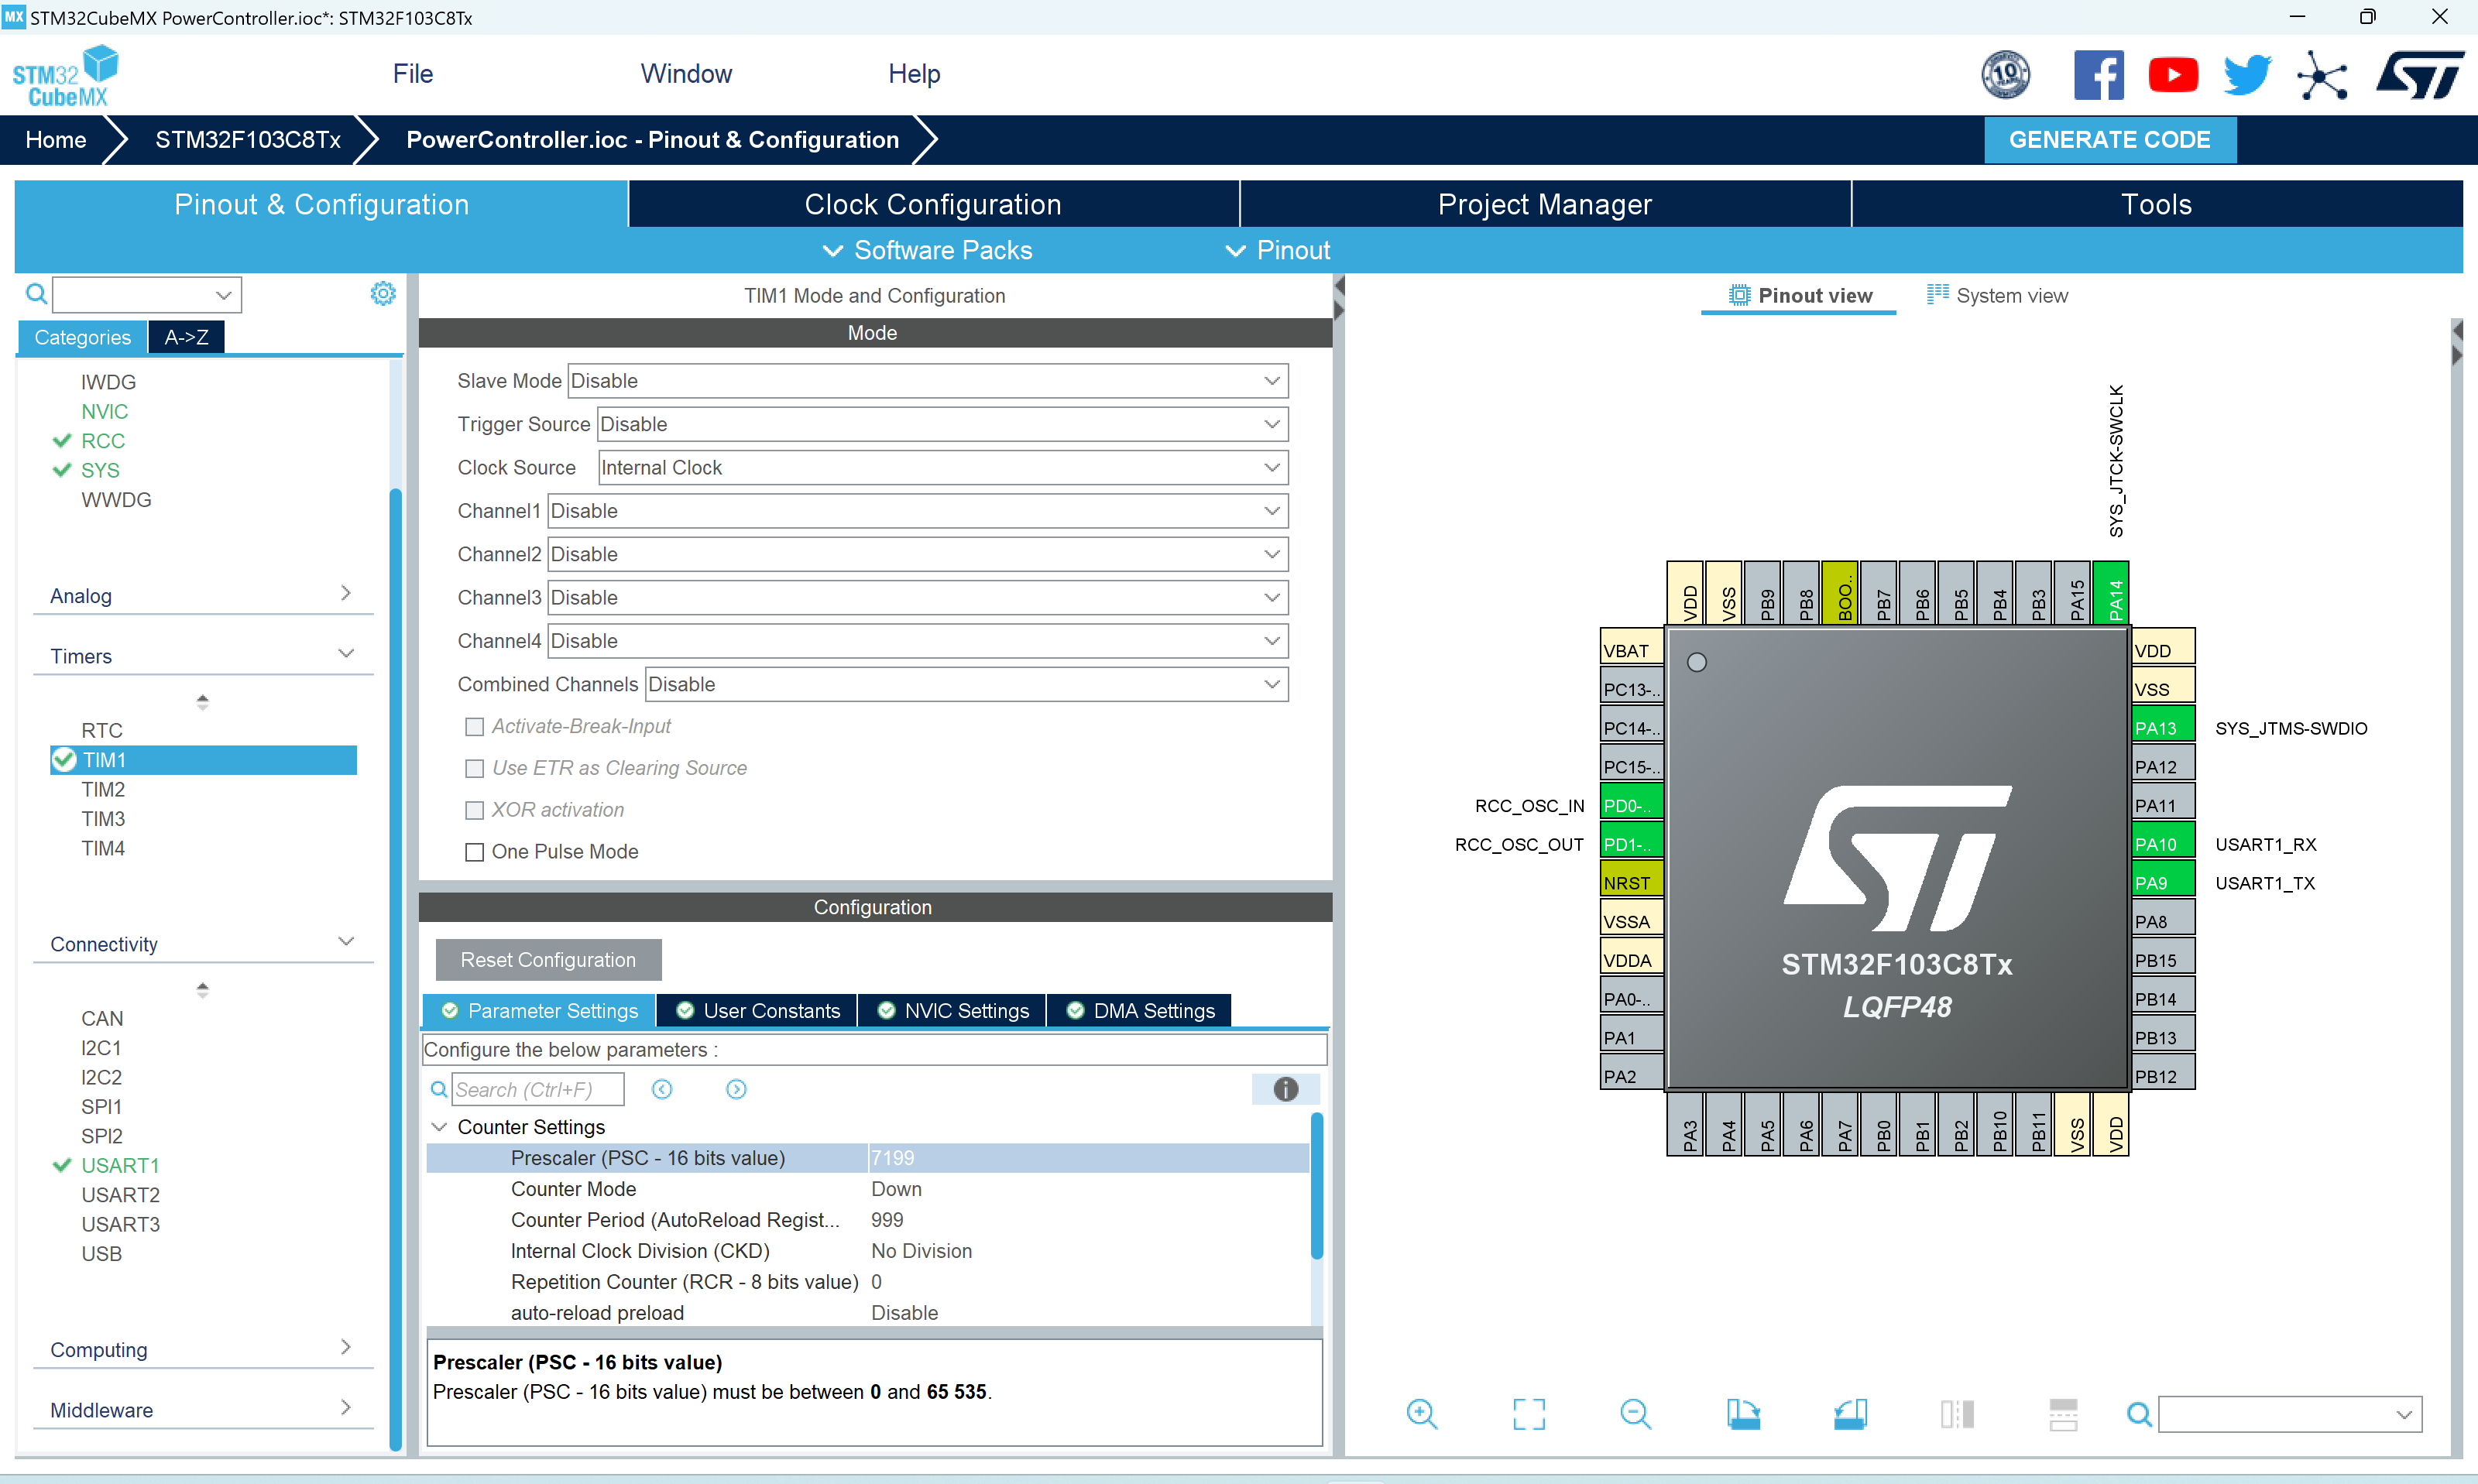 MX STM32CubeMX PowerController.ioc*: STM32F103C8Tx
STM32
CubeMX
File
Window
Help
10
Home
STM32F103C8Tx
PowerController.ioc - Pinout & Configuration
GENERATE CODE
Pinout & Configuration
Clock Configuration
Project Manager
Tools
Software Packs
Pinout
Categories
A->Z
IWDG
NVIC
RCC
SYS
WWDG
Analog
Timers
RTC
TIM1
TIM2
TIM3
TIM4
Connectivity
CAN
I2C1
I2C2
SPI1
SPI2
USART1
USART2
USART3
USB
Computing
Middleware
TIM1 Mode and Configuration
Mode
Slave Mode Disable
Trigger Source Disable
Clock Source Internal Clock
Channel1 Disable
Channel2 Disable
Channel3 Disable
Channel4 Disable
Combined Channels Disable
Activate-Break-Input
Use ETR as Clearing Source
XOR activation
One Pulse Mode
Configuration
Reset Configuration
Parameter Settings
User Constants
NVIC Settings
DMA Settings
Configure the below parameters :
Search (Ctrl+F)
Counter Settings
Prescaler (PSC - 16 bits value) 7199
Counter Mode Down
Counter Period (AutoReload Regist... 999
Internal Clock Division (CKD) No Division
Repetition Counter (RCR - 8 bits value) 0
auto-reload preload Disable
Prescaler (PSC - 16 bits value)
Prescaler (PSC - 16 bits value) must be between 0 and 65 535.
Pinout view
System view
SYS_JTCK-SWCLK
VDD
VSS
PB9
PB8
BOO..
PB7
PB6
PB5
PB4
PB3
PA15
PA14
VBAT
PC13-..
PC14-..
PC15-..
RCC_OSC_IN PD0-..
RCC_OSC_OUT PD1-..
NRST
VSSA
VDDA
PA0-..
PA1
PA2
ST
STM32F103C8Tx
LQFP48
VDD
VSS
PA13 SYS_JTMS-SWDIO
PA12
PA11
PA10 USART1_RX
PA9 USART1_TX
PA8
PB15
PB14
PB13
PB12
PA3
PA4
PA5
PA6
PA7
PB0
PB1
PB2
PB10
PB11
VSS
VDD